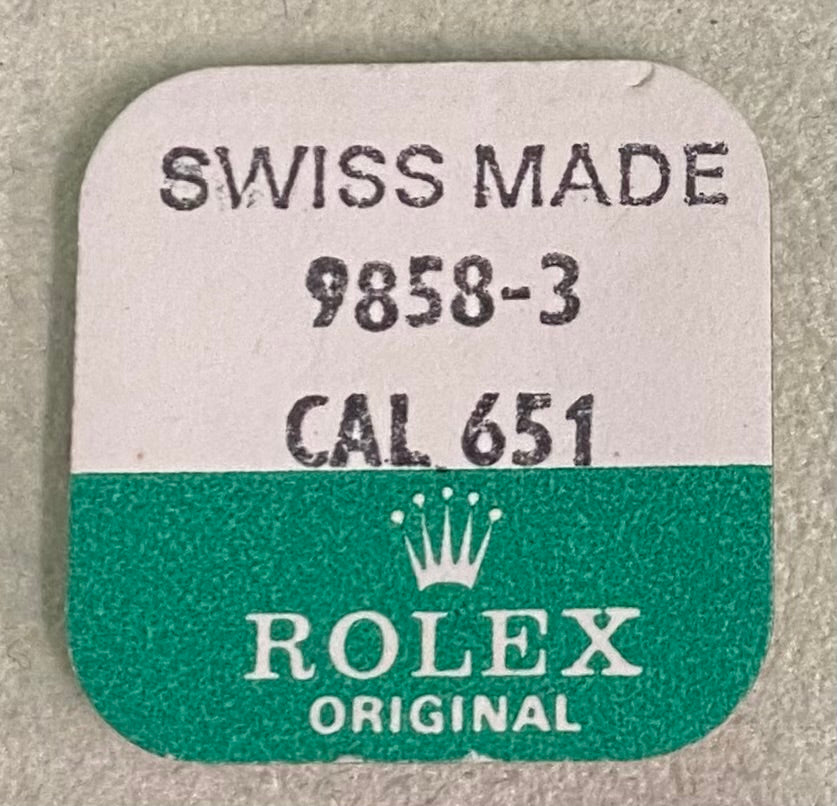 SWISS MADE
9858-3
CAL 651
ROLEX
ORIGINAL